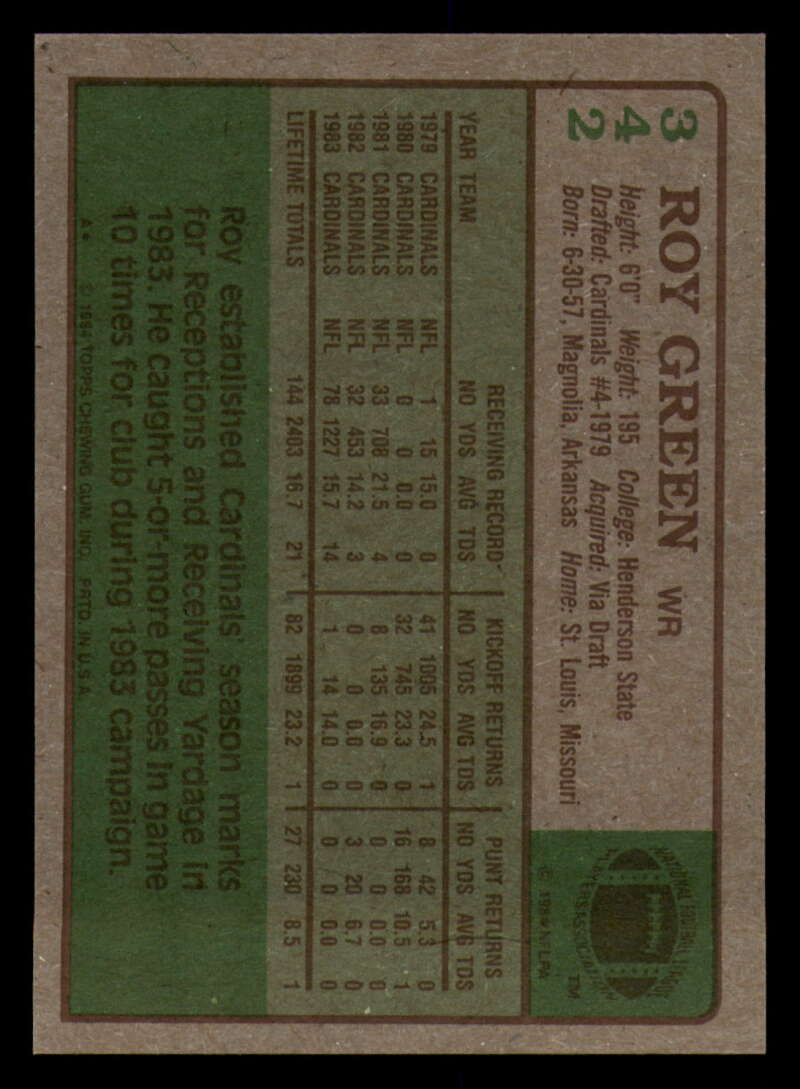 342
ROY GREEN WR
Height: 6'0" Weight: 195 College: Henderson State
Drafted: Cardinals #4-1979 Acquired: Via Draft
Born: 6-30-57, Magnolia, Arkansas Home: St. Louis, Missouri
NATIONAL FOOTBALL LEAGUE
PLAYERS ASSOCIATION
TM
© 1984 NFLPA
RECEIVING RECORD KICKOFF RETURNS PUNT RETURNS
YEAR TEAM NO YDS AVG TDS NO YDS AVG TDS NO YDS AVG TDS
1979 CARDINALS NFL 1 15 15.0 0 41 1005 24.5 1 8 42 5.3 0
1980 CARDINALS NFL 0 0 0.0 0 32 745 23.3 0 16 168 10.5 1
1981 CARDINALS NFL 33 708 21.5 4 8 135 16.9 0 0 0 0.0 0
1982 CARDINALS NFL 32 453 14.2 3 0 0 0.0 0 3 20 6.7 0
1983 CARDINALS NFL 78 1227 15.7 14 1 14 14.0 0 0 0 0.0 0
LIFETIME TOTALS 144 2403 16.7 21 82 1899 23.2 1 27 230 8.5 1
Roy established Cardinals' season marks
for Receptions and Receiving Yardage in
1983. He caught 5-or-more passes in game
10 times for club during 1983 campaign.
A* © 1984 TOPPS CHEWING GUM, INC. PRTD. IN U.S.A.